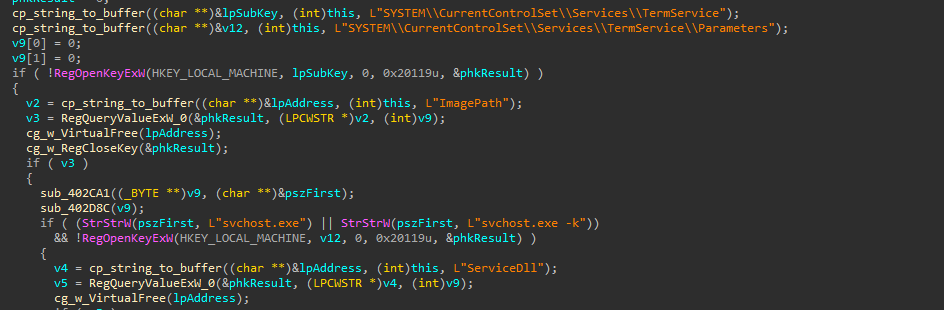 cp_string_to_buffer((char **)&lpSubKey, (int)this, L"SYSTEM\\CurrentControlSet\\Services\\TermService");
cp_string_to_buffer((char **)&v12, (int)this, L"SYSTEM\\CurrentControlSet\\Services\\TermService\\Parameters");
v9[0] = 0;
v9[1] = 0;
if ( !RegOpenKeyExW(HKEY_LOCAL_MACHINE, lpSubKey, 0, 0x20119u, &phkResult) )
{
v2 = cp_string_to_buffer((char **)&lpAddress, (int)this, L"ImagePath");
v3 = RegQueryValueExW_0(&phkResult, (LPCWSTR *)v2, (int)v9);
cg_w_VirtualFree(lpAddress);
cg_w_RegCloseKey(&phkResult);
if ( v3 )
{
sub_402CA1((_BYTE **)v9, (char **)&pszFirst);
sub_402D8C(v9);
if ( (StrStrW(pszFirst, L"svchost.exe") || StrStrW(pszFirst, L"svchost.exe -k"))
&& !RegOpenKeyExW(HKEY_LOCAL_MACHINE, v12, 0, 0x20119u, &phkResult) )
{
v4 = cp_string_to_buffer((char **)&lpAddress, (int)this, L"ServiceDll");
v5 = RegQueryValueExW_0(&phkResult, (LPCWSTR *)v4, (int)v9);
cg_w_VirtualFree(lpAddress);